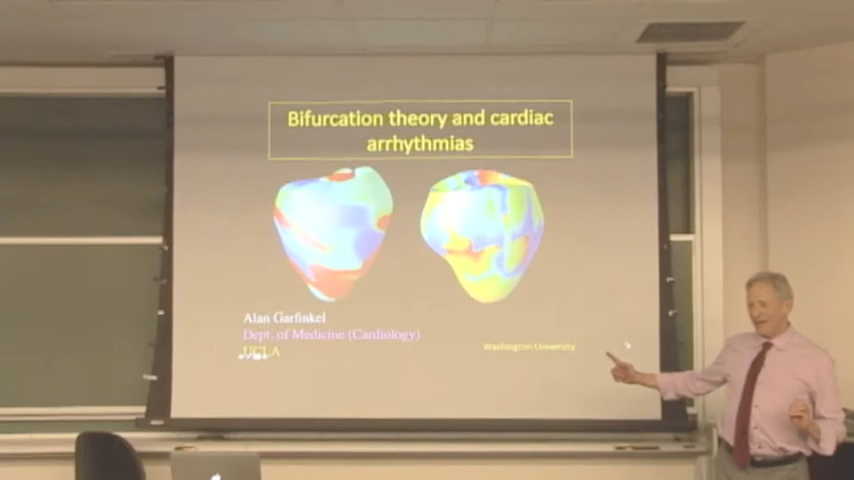 Bifurcation theory and cardiac
arrhythmias
Alan Garfinkel
Dept. of Medicine (Cardiology)
UCLA
Washington University